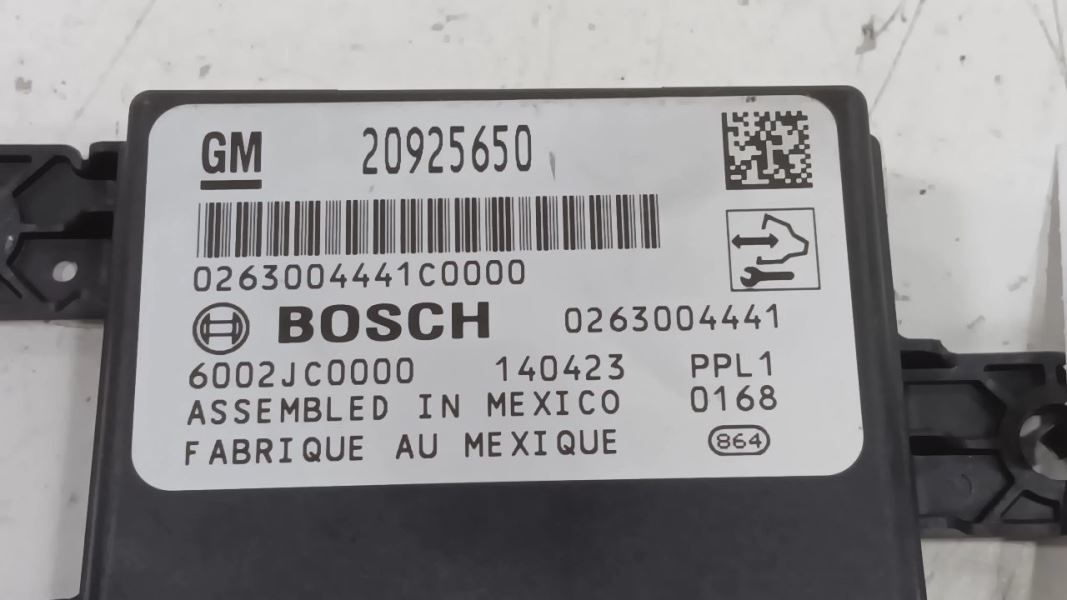 GM 20925650
0263004441C0000
BOSCH 0263004441
6002JC0000 140423 PPL1
ASSEMBLED IN MEXICO 0168
FABRIQUE AU MEXIQUE 864